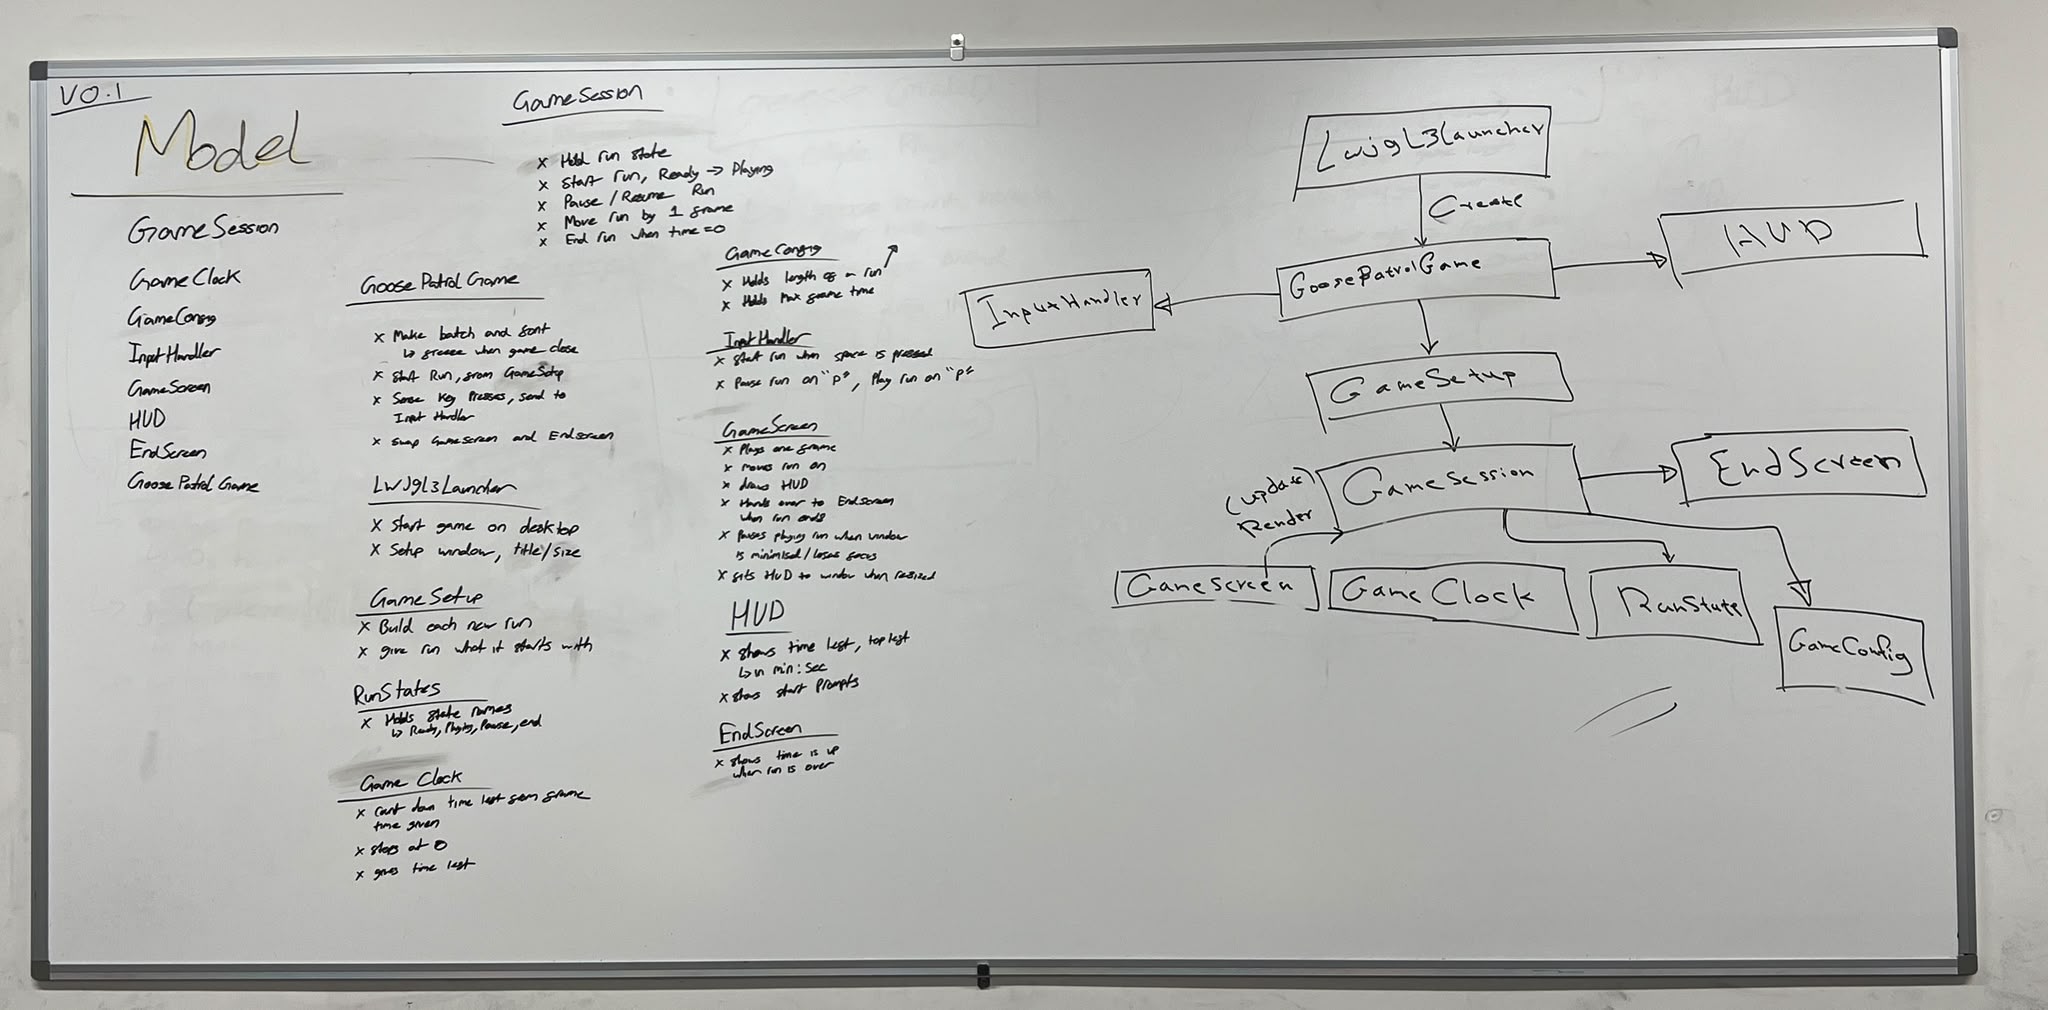 V0.1
Model
GameSession
GameClock
GameConfig
InputHandler
GameScreen
HUD
EndScreen
Goose Patrol Game
GameSession
x Hold run state
x Start run, Ready → Playing
x Pause / Resume Run
x Move run by 1 frame
x End run when time = 0
Goose Patrol Game
x Make batch and font
↳ freeze when game close
x Start Run, from GameSetup
x Sense Key Presses, send to
Input Handler
x Swap Gamescreen and Endscreen
LWJGL3Launcher
x Start game on desktop
x Setup window, title/size
GameSetup
x Build each new run
x give run what it starts with
RunStates
x Holds state names
↳ Ready, Playing, Pause, end
Game Clock
x count down time left from frame
time given
x stops at 0
x gives time left
GameConfig
x Holds length of a run
x Holds Max frame time
InputHandler
x Start run when space is pressed
x Pause run on "P", Play run on "P"
GameScreen
x Plays one frame
x moves run on
x draws HUD
x Hands over to EndScreen
when run ends
x Pauses playing run when window
is minimised/loses focus
x fits HUD to window when resized
HUD
x shows time left, top left
↳ in min:sec
x shows start prompts
EndScreen
x shows time is up
when run is over
Lwjgl3Launcher
Create
HUD
GoosePatrolGame
InputHandler
GameSetup
GameSession
EndScreen
(update)
Render
GameScreen
GameClock
RunState
GameConfig